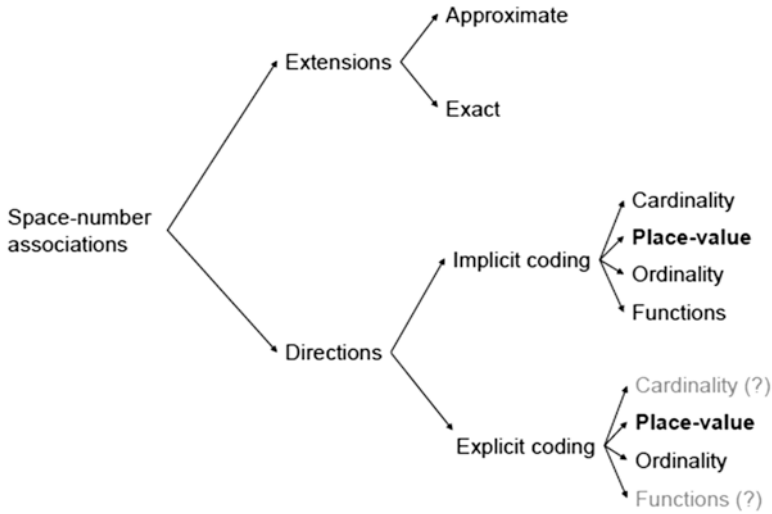 Approximate
Extensions
Exact
Space-number
associations
Cardinality
Place-value
Implicit coding
Ordinality
Functions
Directions
Cardinality (?)
Place-value
Explicit coding
Ordinality
Functions (?)